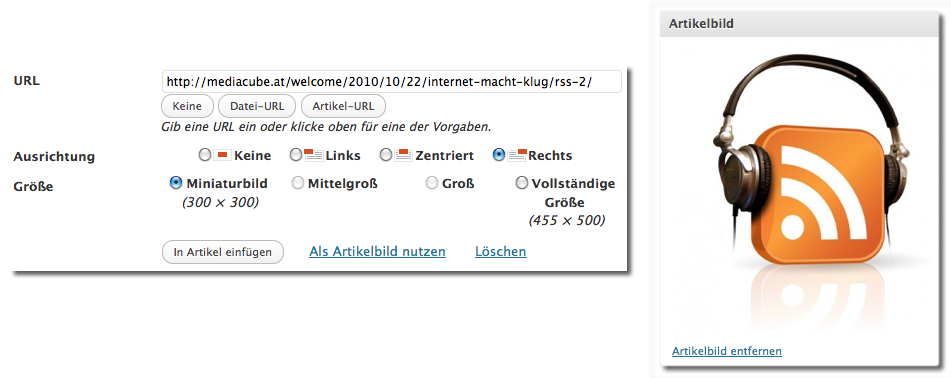 URL
http://mediacube.at/welcome/2010/10/22/internet-macht-klug/rss-2/
Keine Datei-URL Artikel-URL
Gib eine URL ein oder klicke oben für eine der Vorgaben.
Ausrichtung Keine Links Zentriert Rechts
Größe Miniaturbild Mittelgroß Groß Vollständige
Größe
(300 × 300)
(455 × 500)
In Artikel einfügen Als Artikelbild nutzen Löschen
Artikelbild
Artikelbild entfernen